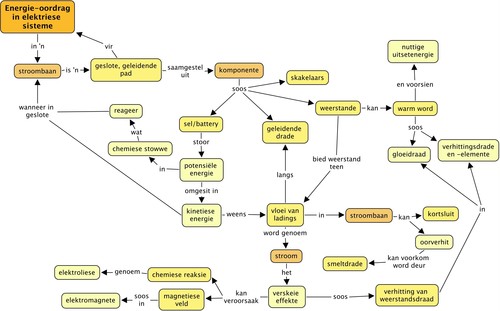 Energie-oordrag
in elektriese
sisteme
in 'n
vir
stroombaan
is 'n
geslote, geleidende
pad
saamgestel
uit
komponente
nuttige
uitsetenergie
en voorsien
soos
skakelaars
wanneer in
geslote
reageer
sel/battery
geleidende
drade
weerstande
kan
warm word
soos
wat
stoor
gloeidraad
verhittingsdrade
en -elemente
chemiese stowwe
in
potensiële
energie
bied weerstand
teen
langs
omgesit in
in
kinetiese
energie
weens
vloei van
ladings
in
stroombaan
kan
kortsluit
word genoem
oorverhit
stroom
smeltdrade
kan voorkom
word deur
het
elektroliese
genoem
chemiese reaksie
kan
veroorsaak
verskeie
effekte
soos
verhitting van
weerstandsdraad
elektromagnete
soos
in
magnetiese
veld